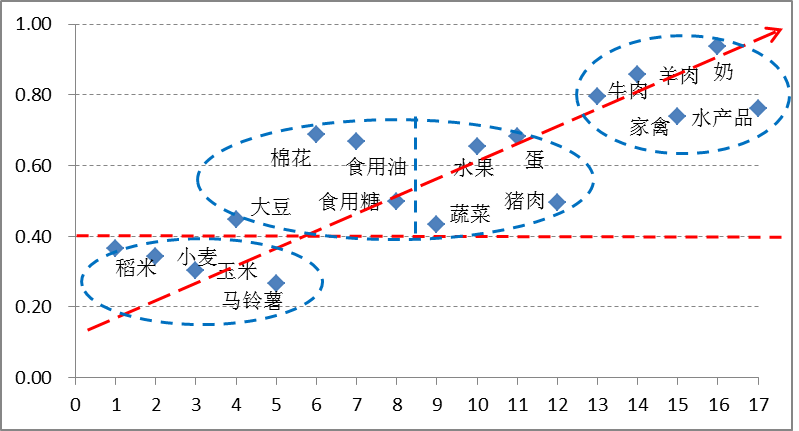 1.00
0.80
0.60
0.40
0.20
0.00
牛肉
羊肉
奶
家禽
水产品
棉花
食用油
水果
蛋
大豆
食用糖
蔬菜
猪肉
稻米
小麦
玉米
马铃薯
0 1 2 3 4 5 6 7 8 9 10 11 12 13 14 15 16 17